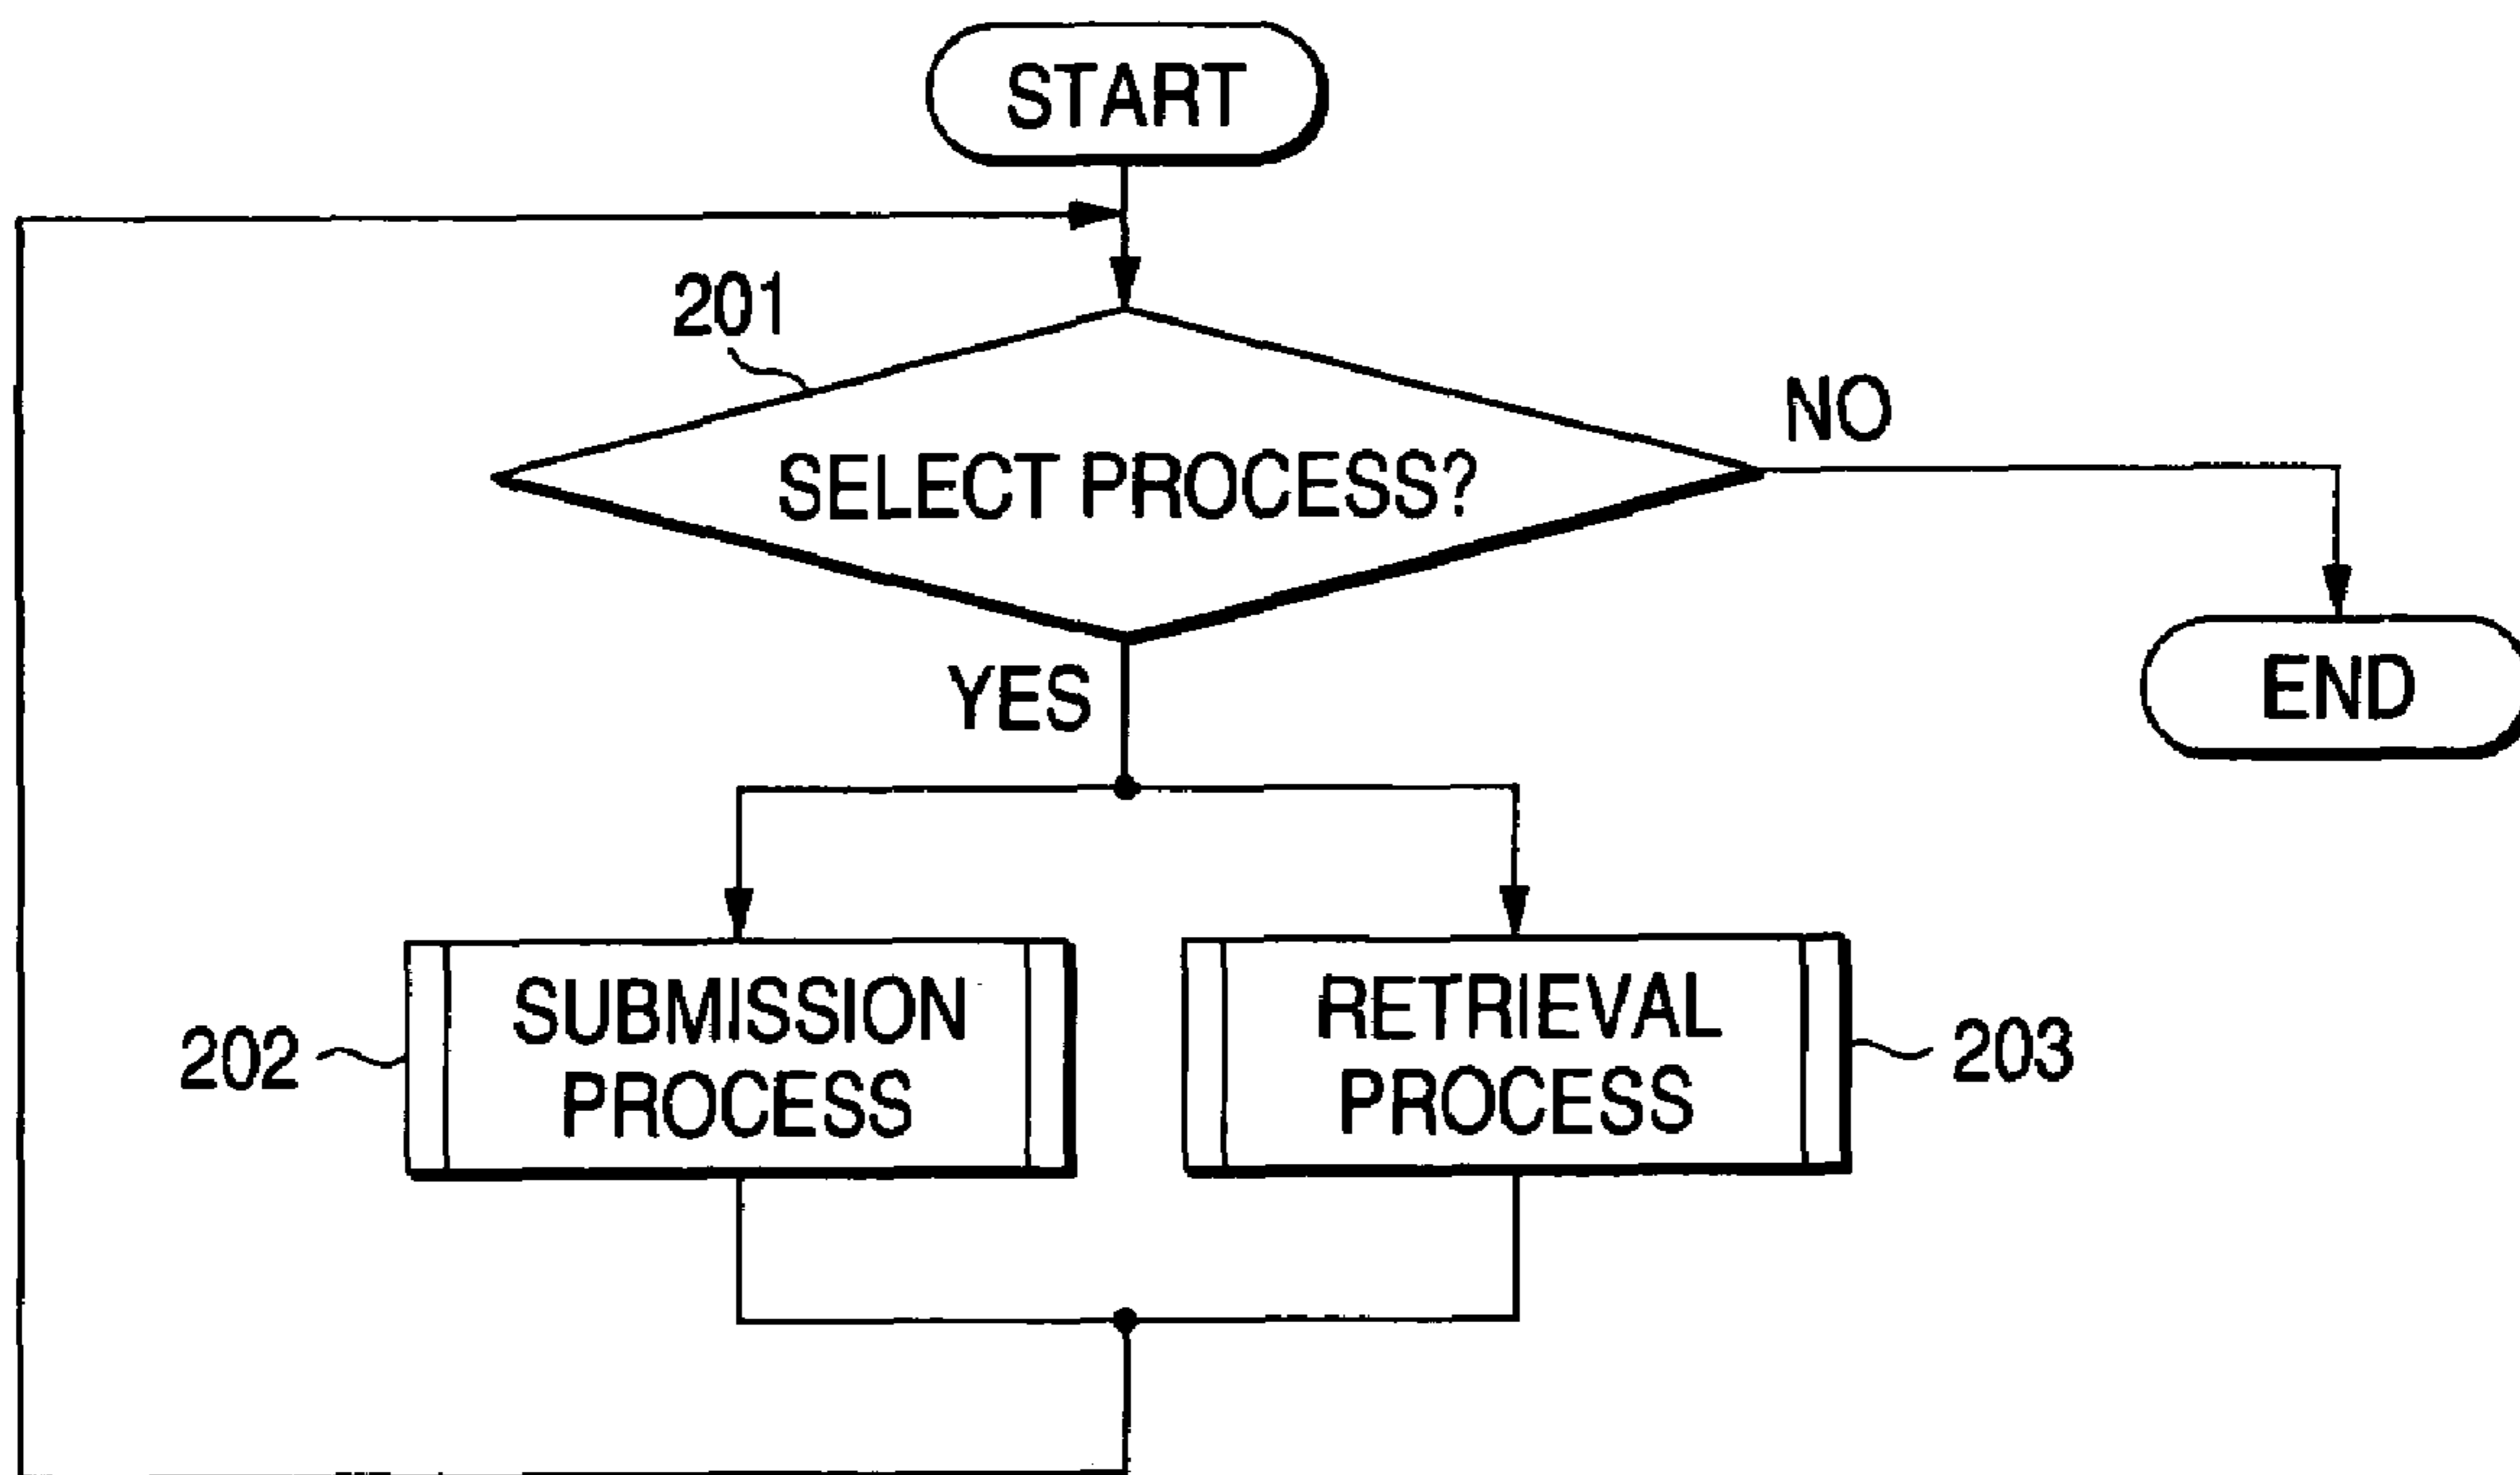 START
201
NO
SELECT PROCESS?
YES
END
SUBMISSION
PROCESS
RETRIEVAL
PROCESS
202
203